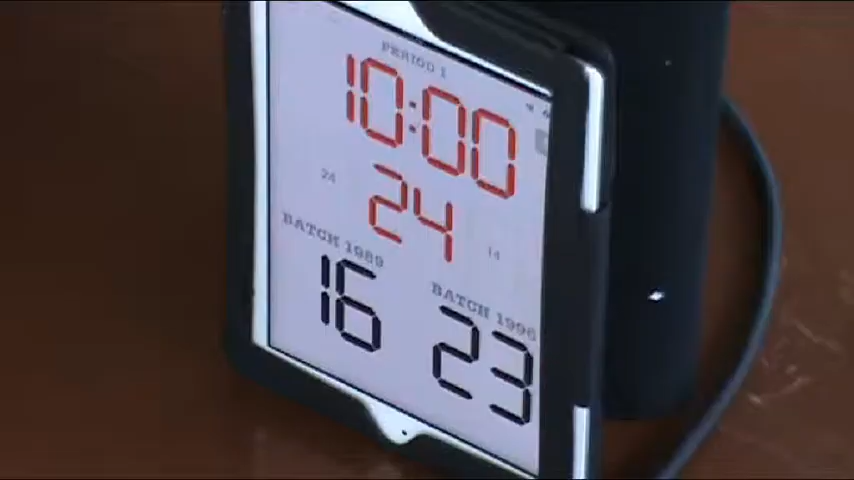 PERIOD 1
10:00
24
24
14
BATCH 1989
BATCH 1996
16
23